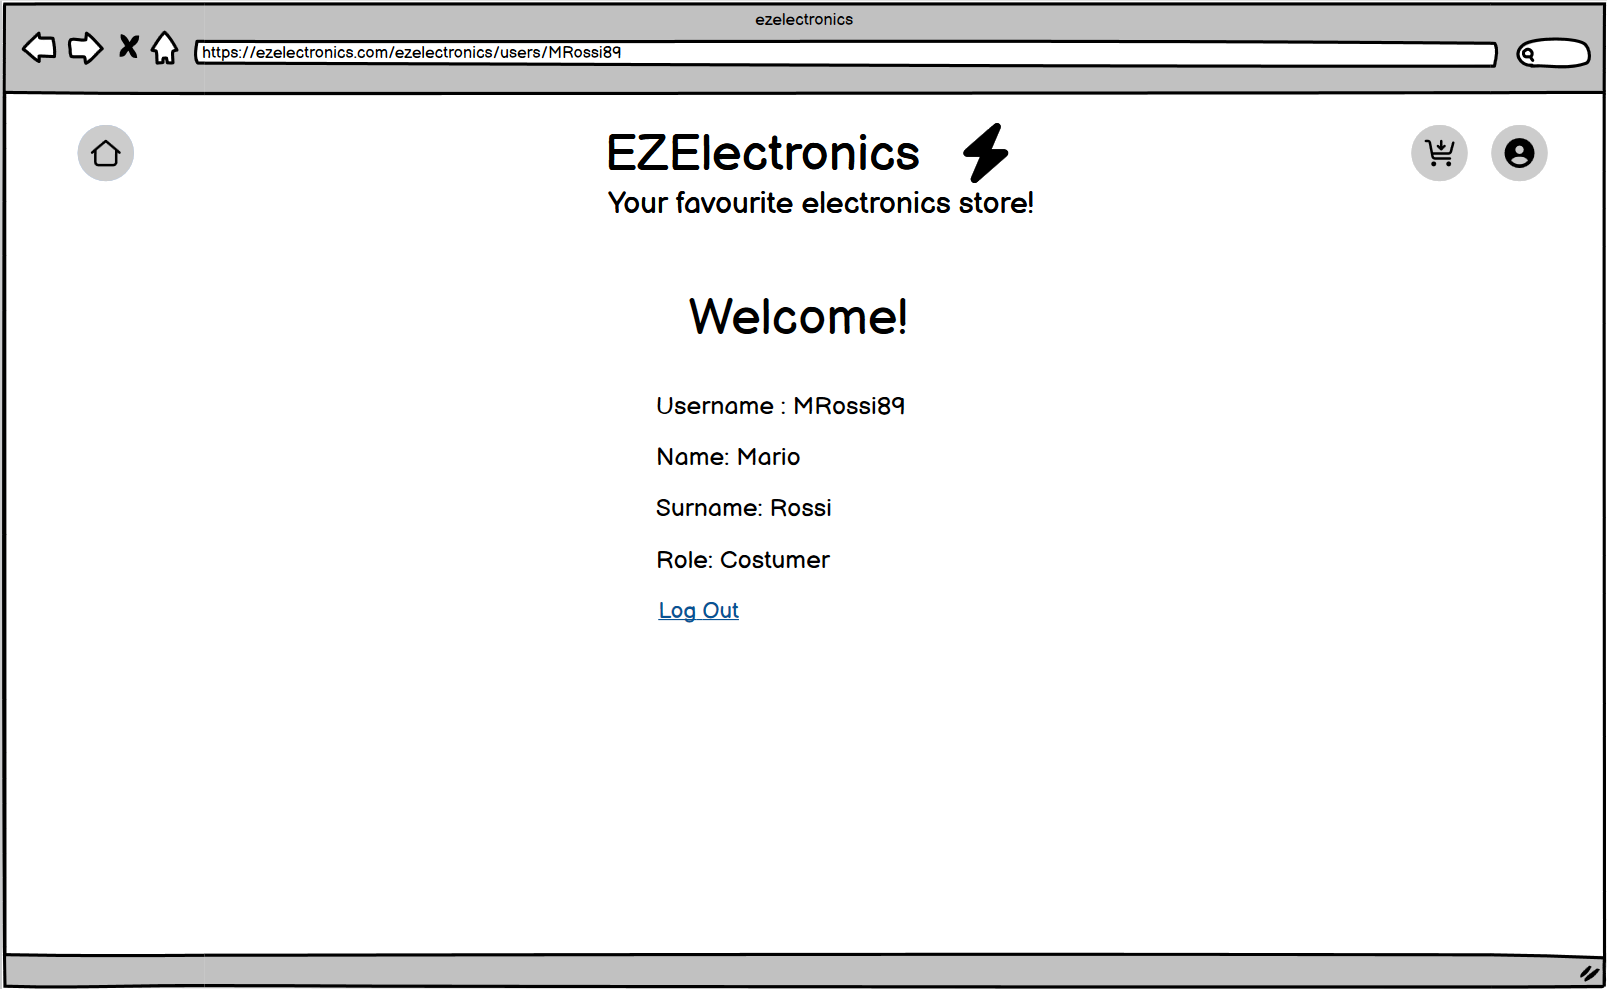 ezelectronics
https://ezelectronics.com/ezelectronics/users/MRossi89
EZElectronics
Your favourite electronics store!
Welcome!
Username : MRossi89
Name: Mario
Surname: Rossi
Role: Costumer
Log Out